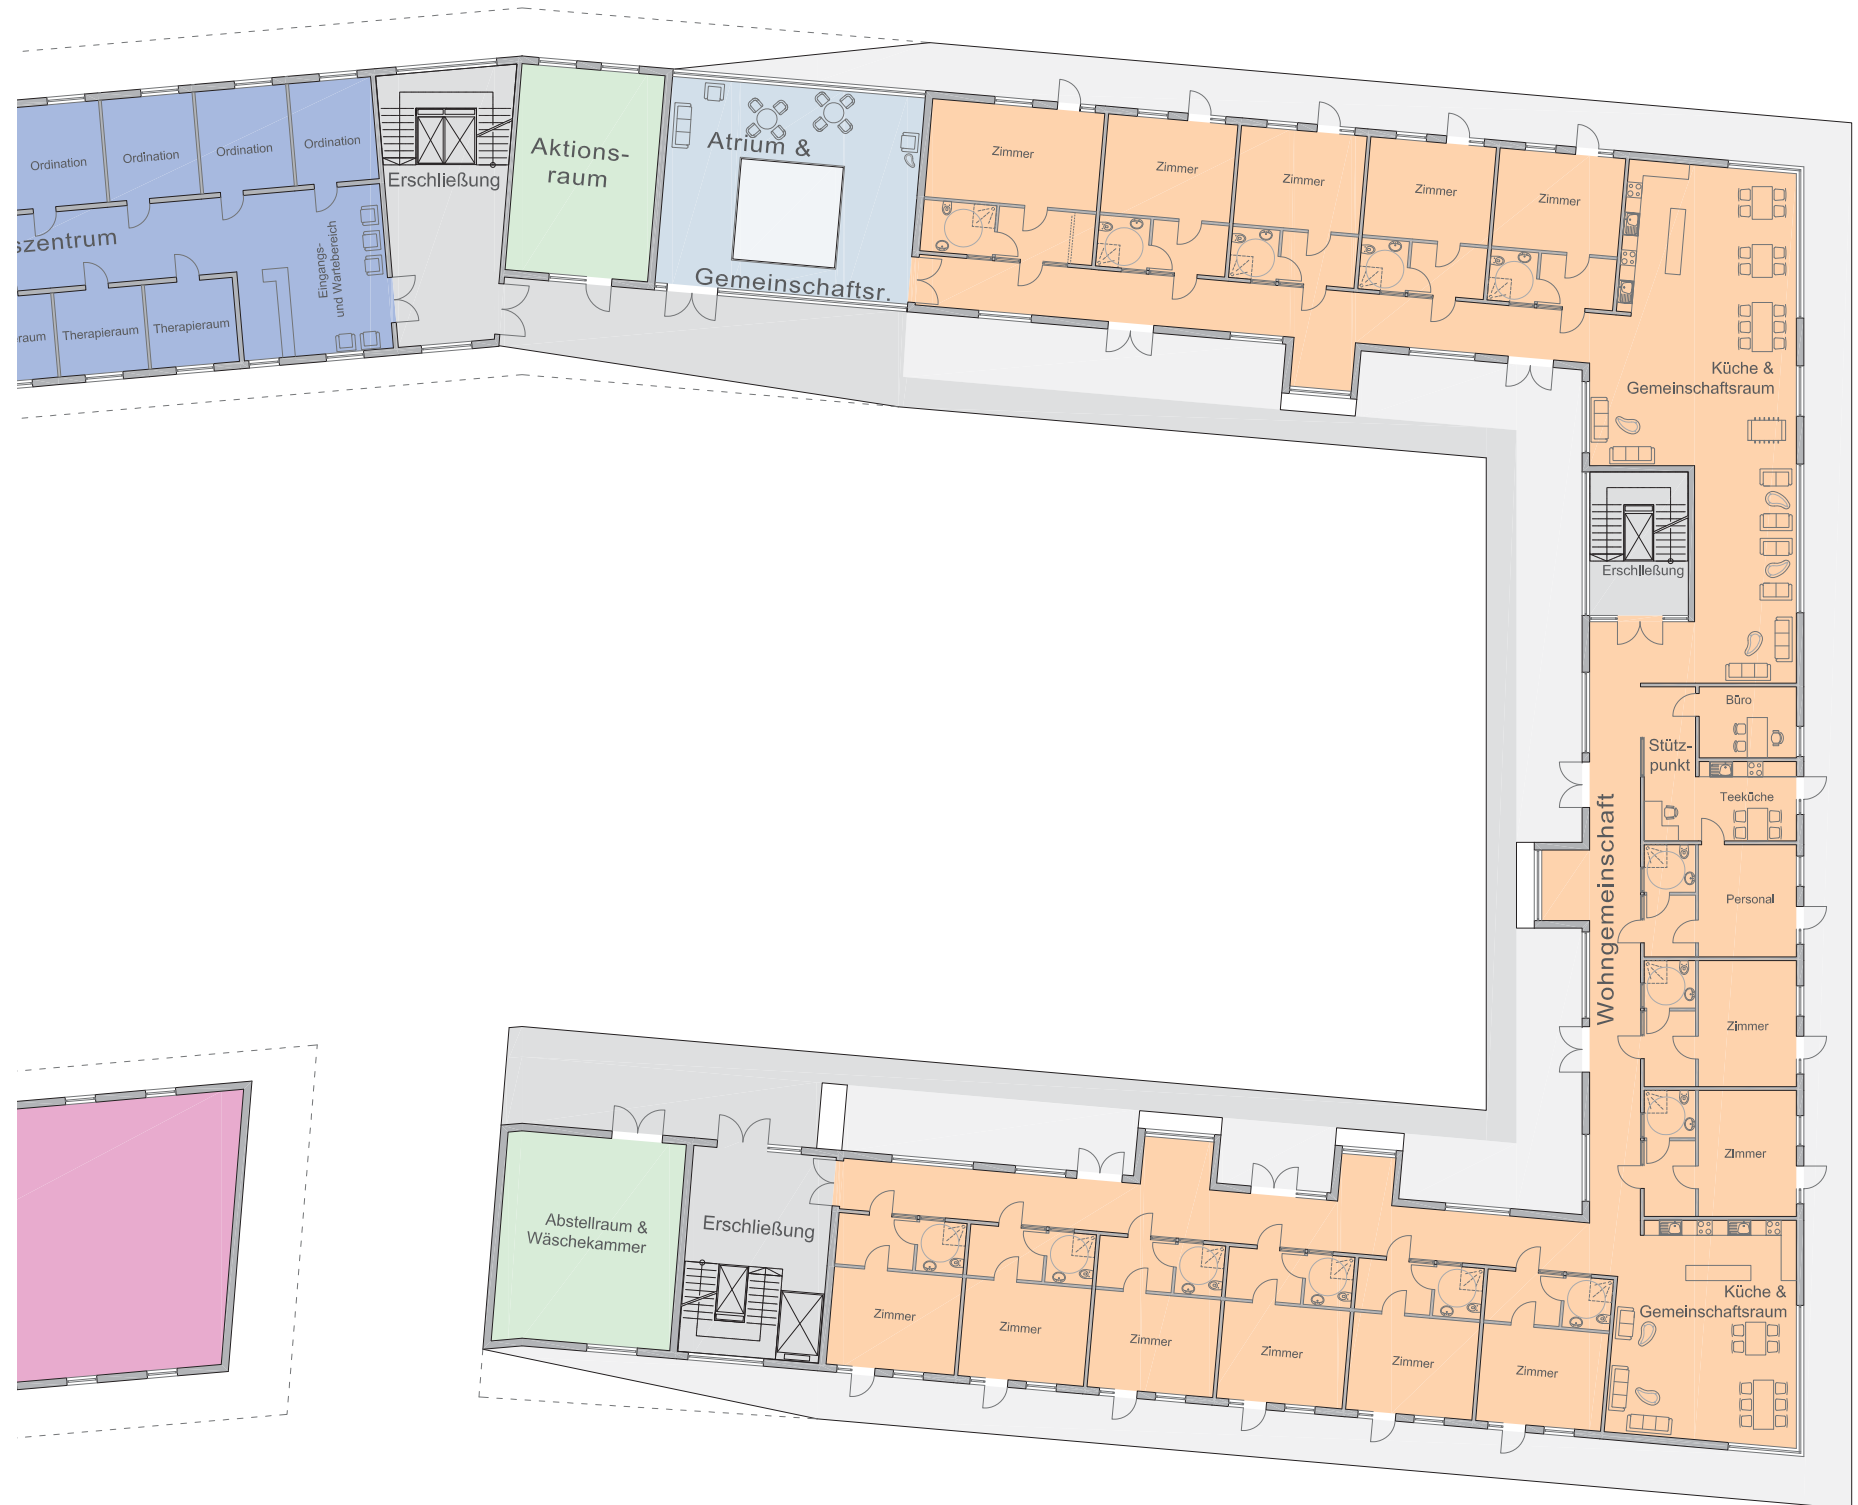 Ordination
Ordination
Ordination
Ordination
Erschließung
Aktions-
raum
Atrium &
Gemeinschaftsr.
Zimmer
Zimmer
Zimmer
Zimmer
Zimmer
szentrum
Eingangs-
und Wartebereich
raum
Therapieraum
Therapieraum
Küche &
Gemeinschaftsraum
Erschließung
Büro
Stütz-
punkt
Teeküche
Wohngemeinschaft
Personal
Zimmer
Zimmer
Abstellraum &
Wäschekammer
Erschließung
Zimmer
Zimmer
Zimmer
Zimmer
Zimmer
Zimmer
Küche &
Gemeinschaftsraum